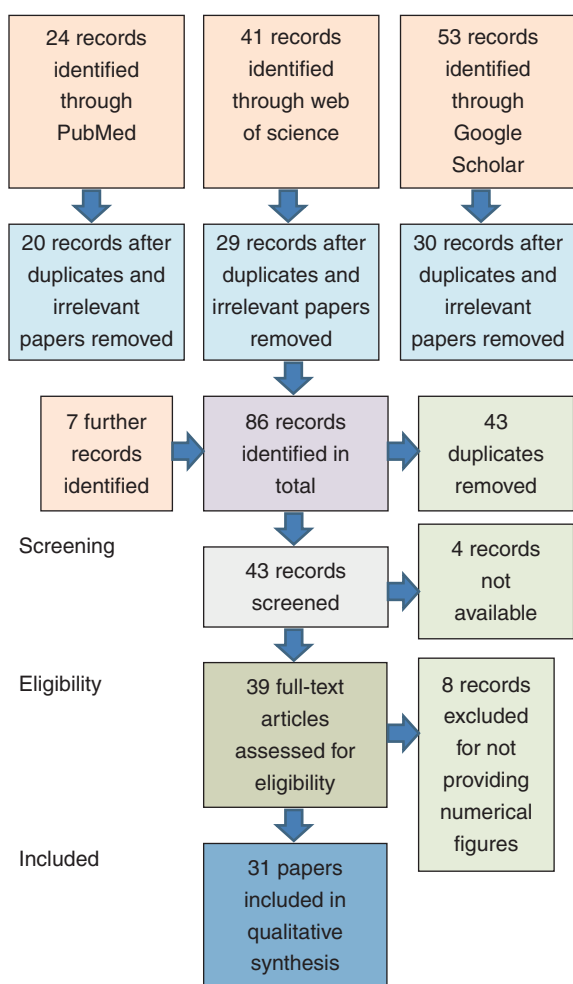 24 records
identified
through
PubMed
41 records
identified
through web
of science
53 records
identified
through
Google
Scholar
20 records after
duplicates and
irrelevant
papers removed
29 records after
duplicates and
irrelevant papers
removed
30 records after
duplicates and
irrelevant
papers removed
7 further
records
identified
86 records
identified in
total
43
duplicates
removed
Screening
43 records
screened
4 records
not
available
Eligibility
39 full-text
articles
assessed for
eligibility
8 records
excluded
for not
providing
numerical
figures
Included
31 papers
included in
qualitative
synthesis